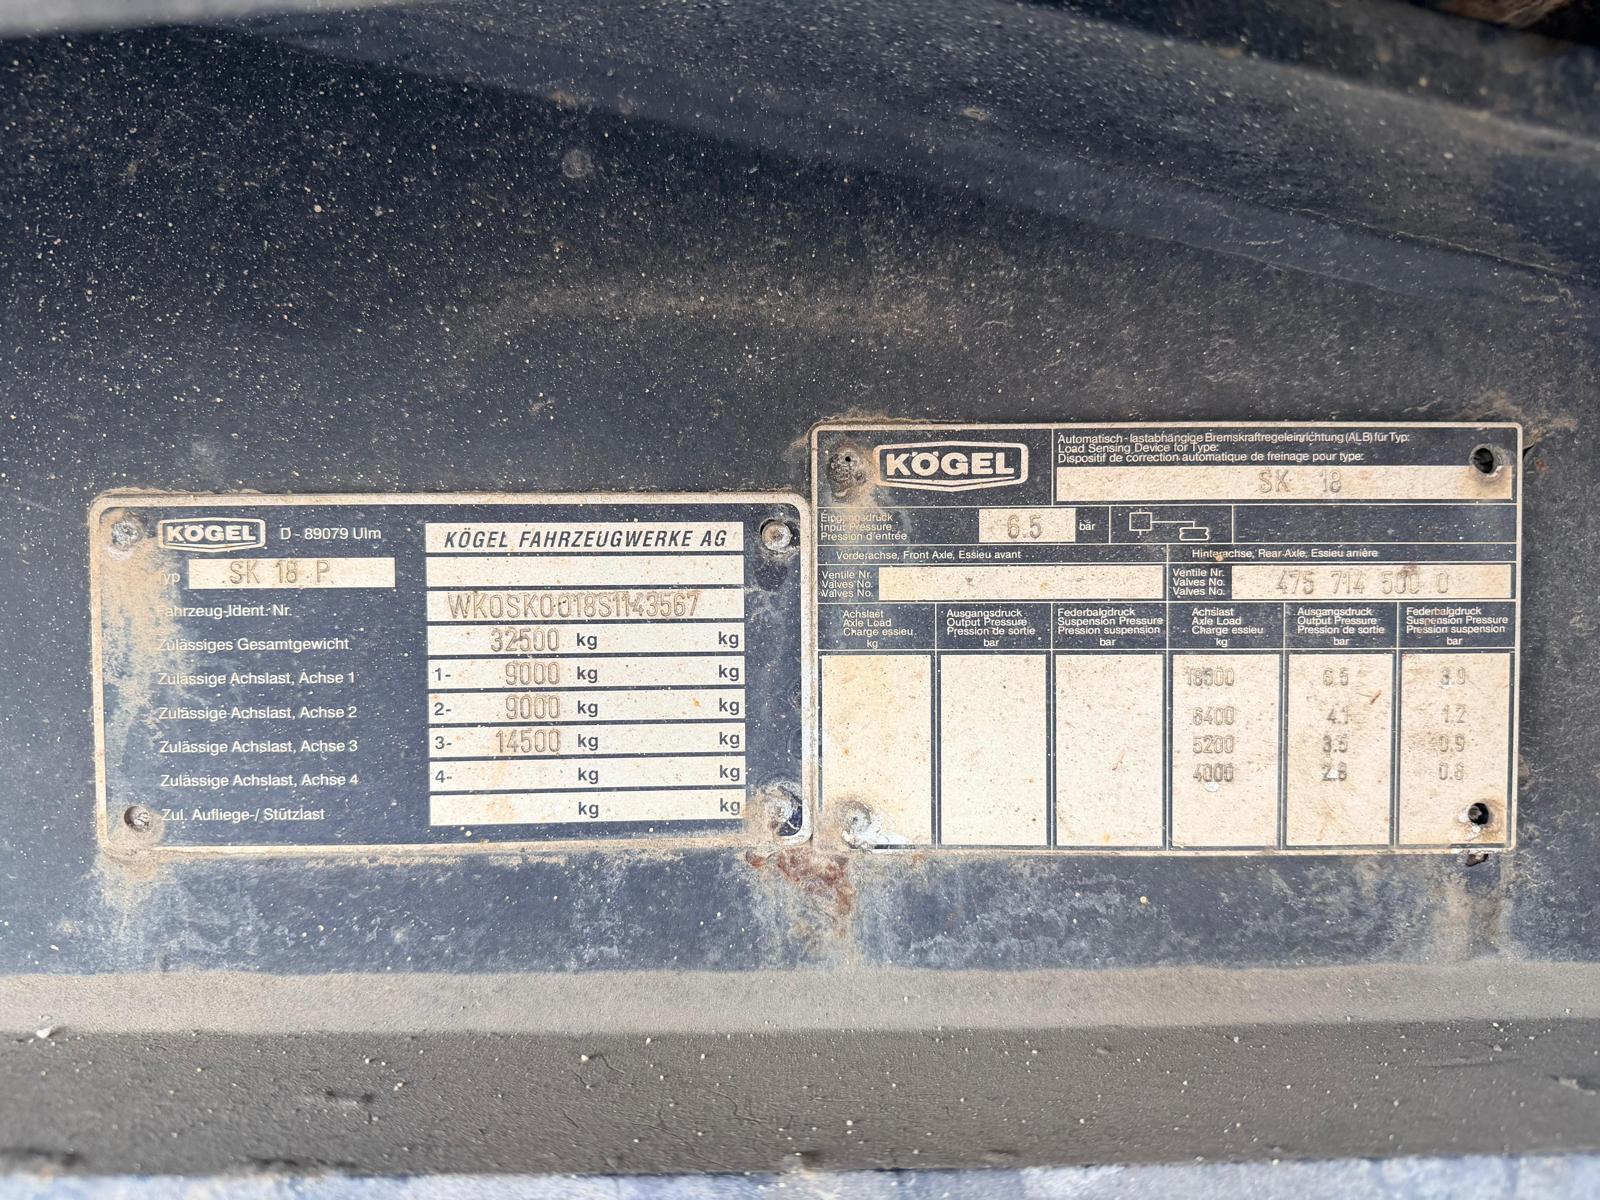 KÖGEL D - 89079 Ulm KÖGEL FAHRZEUGWERKE AG
Typ SK 18 P
Fahrzeug-Ident. Nr. WK0SK0018S1143567
Zulässiges Gesamtgewicht 32500 kg kg
Zulässige Achslast, Achse 1 1- 9000 kg kg
Zulässige Achslast, Achse 2 2- 9000 kg kg
Zulässige Achslast, Achse 3 3- 14500 kg kg
Zulässige Achslast, Achse 4 4- kg kg
Zul. Aufliege-/ Stützlast kg kg
KÖGEL
Automatisch-lastabhängige Bremskraftregeleinrichtung (ALB) für Typ:
Load Sensing Device for Type:
Dispositif de correction automatique de freinage pour type:
SK 18
Eingangsdruck
Input Pressure
Pression d'entrée
6.5 bar
Vorderachse, Front Axle, Essieu avant Hinterachse, Rear-Axle, Essieu arrière
Ventile Nr.
Valves No.
Valves No.
Ventile Nr.
Valves No.
Valves No.
475 714 500 0
Achslast Ausgangsdruck Federbalgdruck Achslast Ausgangsdruck Federbalgdruck
Axle Load Output Pressure Suspension Pressure Axle Load Output Pressure Suspension Pressure
Charge essieu Pression de sortie Pression suspension Charge essieu Pression de sortie Pression suspension
kg bar bar kg bar bar
6.5 3.9
6400 4.1 1.2
5200 3.5 0.9
4000 2.8